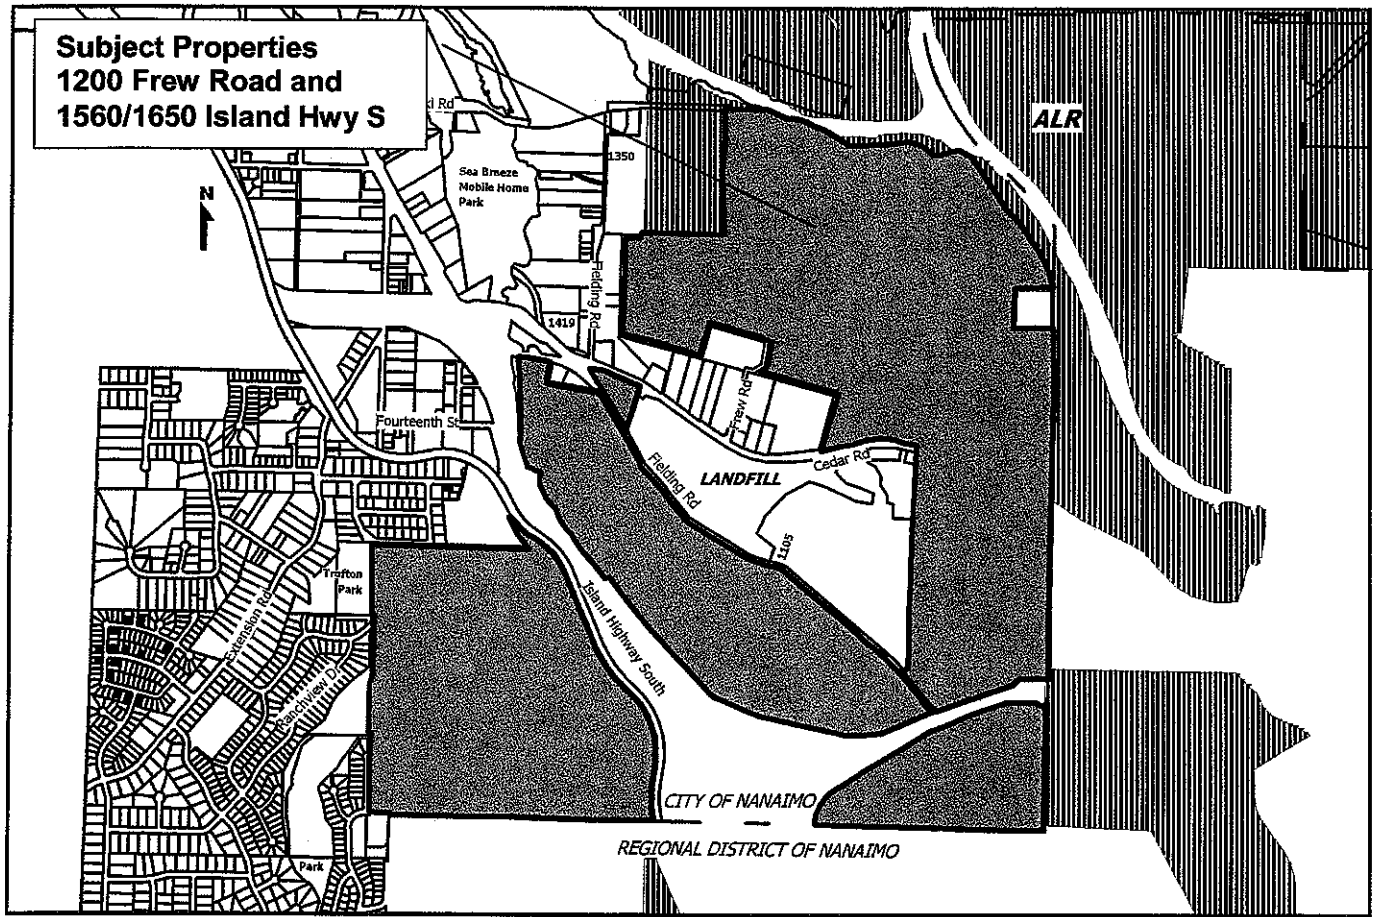 Subject Properties
1200 Frew Road and
1560/1650 Island Hwy S
Rd
ALR
1350
Sea Breeze
Mobile Home
Park
N
Fielding Rd
1419
Frew Rd
Fourteenth St
Cedar Rd
Fielding Rd
LANDFILL
1105
Trofton
Park
Extension Rd
Island Highway South
Ranchview Dr
CITY OF NANAIMO
REGIONAL DISTRICT OF NANAIMO
Park